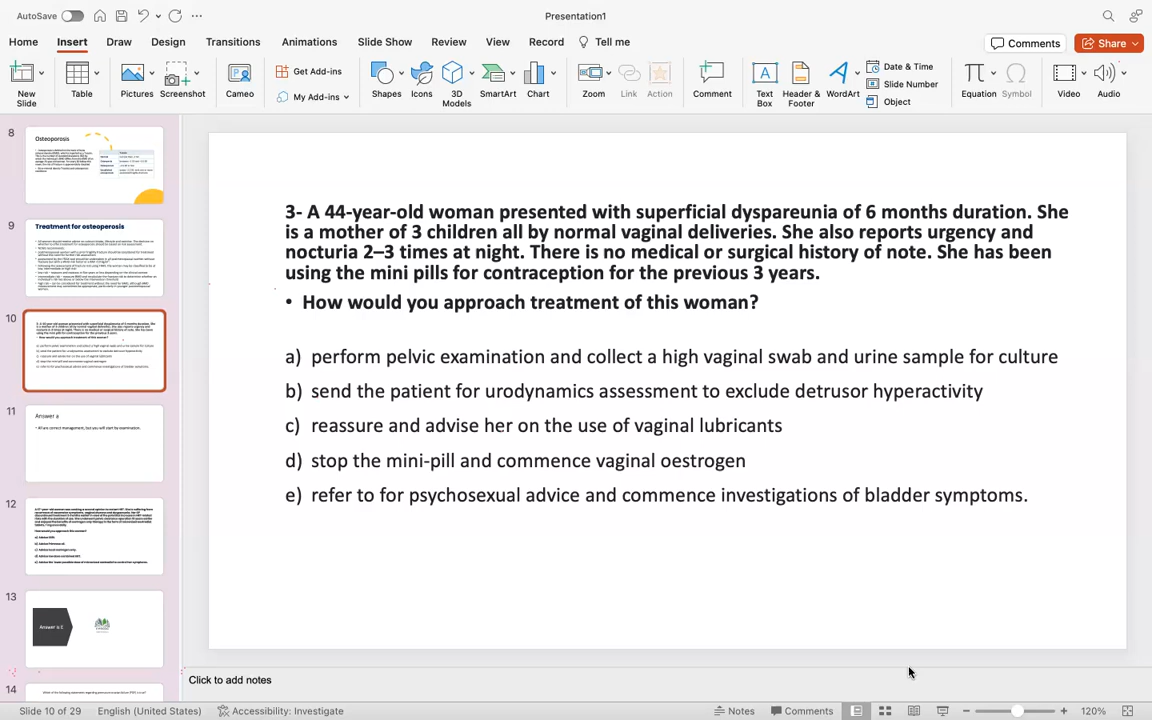 AutoSave
Presentation1
Home Insert Draw Design Transitions Animations Slide Show Review View Record Tell me
Comments Share
New Slide
Table
Pictures
Screenshot
Cameo
Get Add-ins
My Add-ins
Shapes
Icons
3D Models
SmartArt
Chart
Zoom
Link
Action
Comment
Text Box
Header & Footer
WordArt
Date & Time
Slide Number
Object
Equation
Symbol
Video
Audio
8
Osteoporosis
9
Treatment for osteoperosis
10
11
Answer a
12
13
Answer is E
14
3- A 44-year-old woman presented with superficial dyspareunia of 6 months duration. She
is a mother of 3 children all by normal vaginal deliveries. She also reports urgency and
nocturia 2–3 times at right. There is no medical or surgical history of note. She has been
using the mini pills for contraception for the previous 3 years.
• How would you approach treatment of this woman?
a) perform pelvic examination and collect a high vaginal swab and urine sample for culture
b) send the patient for urodynamics assessment to exclude detrusor hyperactivity
c) reassure and advise her on the use of vaginal lubricants
d) stop the mini-pill and commence vaginal oestrogen
e) refer to for psychosexual advice and commence investigations of bladder symptoms.
Click to add notes
Slide 10 of 29 English (United States) Accessibility: Investigate
Notes Comments 120%